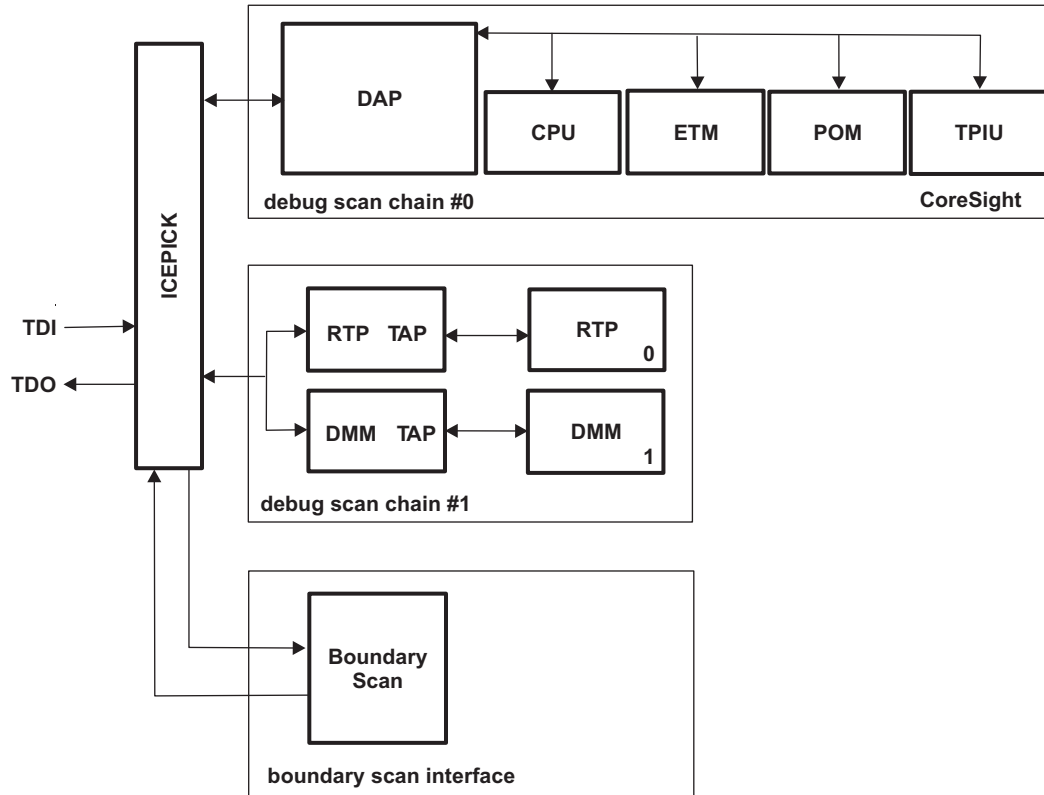 DAP
CPU
ETM
POM
TPIU
debug scan chain #0
CoreSight
ICEPICK
TDI
TDO
RTP TAP
RTP
0
DMM TAP
DMM
1
debug scan chain #1
Boundary
Scan
boundary scan interface